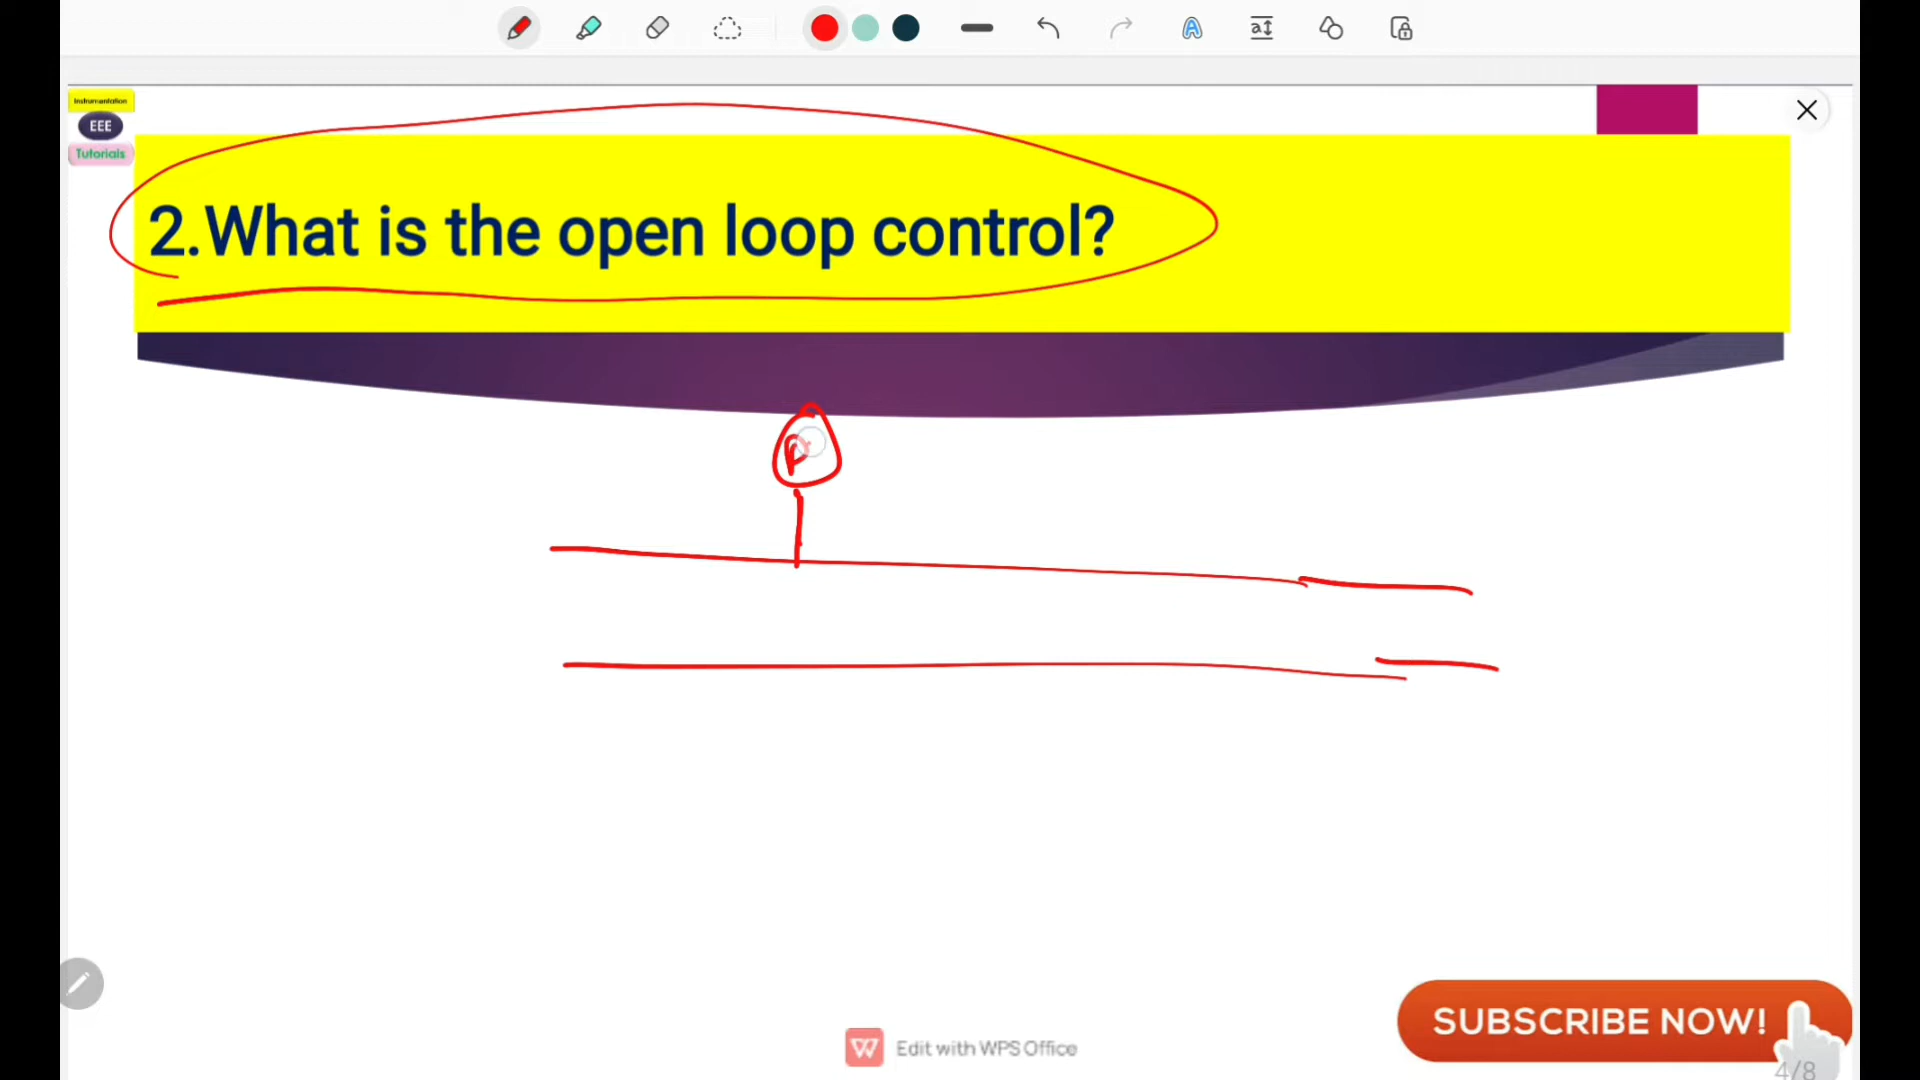 Instrumentation
EEE
Tutorials
2.What is the open loop control?
P
Edit with WPS Office
SUBSCRIBE NOW!
4/8